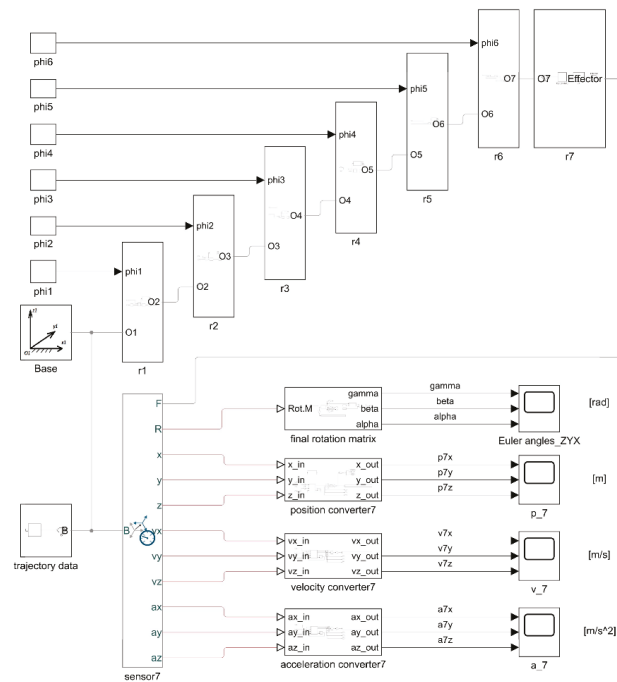 phi6
O7
O7
Effector
phi6
phi5
O6
r7
r6
phi5
O6
phi4
O5
r5
phi4
O5
phi3
O4
r4
phi3
O4
phi2
O3
r3
phi2
O3
phi1
O2
r2
phi1
O2
O1
Base
r1
F
R
x
y
z
B
vx
vy
vz
ax
ay
az
sensor7
B
trajectory data
Rot.M
gamma
beta
alpha
final rotation matrix
gamma
beta
alpha
Euler angles_ZYX
[rad]
x_in
x_out
y_in
y_out
z_in
z_out
position converter7
p7x
p7y
p7z
p_7
[m]
vx_in
vx_out
vy_in
vy_out
vz_in
vz_out
velocity converter7
v7x
v7y
v7z
v_7
[m/s]
ax_in
ax_out
ay_in
ay_out
az_in
az_out
acceleration converter7
a7x
a7y
a7z
a_7
[m/s^2]